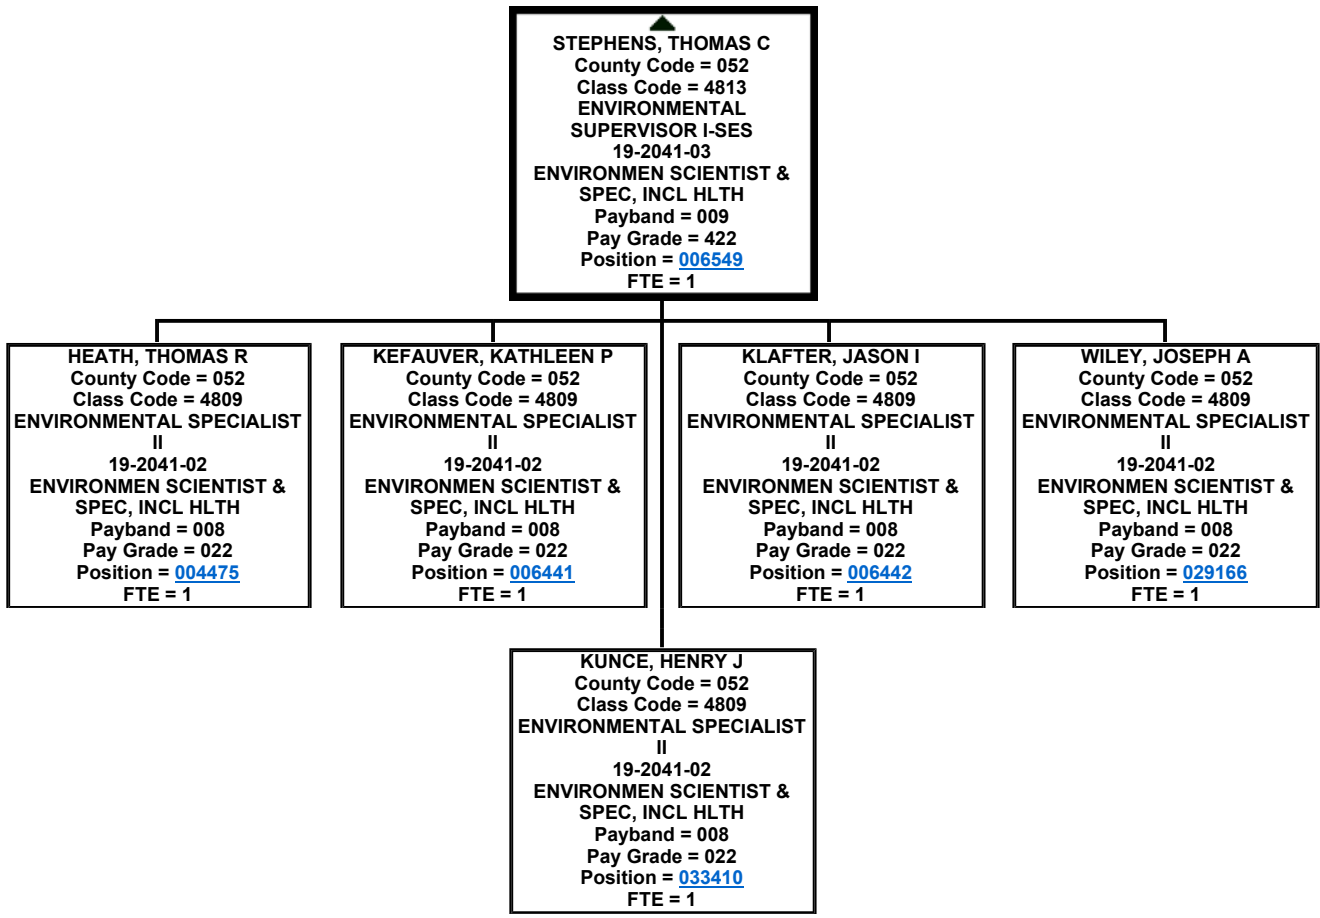 STEPHENS, THOMAS C
County Code = 052
Class Code = 4813
ENVIRONMENTAL
SUPERVISOR I-SES
19-2041-03
ENVIRONMEN SCIENTIST &
SPEC, INCL HLTH
Payband = 009
Pay Grade = 422
Position = 006549
FTE = 1
HEATH, THOMAS R
County Code = 052
Class Code = 4809
ENVIRONMENTAL SPECIALIST
II
19-2041-02
ENVIRONMEN SCIENTIST &
SPEC, INCL HLTH
Payband = 008
Pay Grade = 022
Position = 004475
FTE = 1
KEFAUVER, KATHLEEN P
County Code = 052
Class Code = 4809
ENVIRONMENTAL SPECIALIST
II
19-2041-02
ENVIRONMEN SCIENTIST &
SPEC, INCL HLTH
Payband = 008
Pay Grade = 022
Position = 006441
FTE = 1
KLAFTER, JASON I
County Code = 052
Class Code = 4809
ENVIRONMENTAL SPECIALIST
II
19-2041-02
ENVIRONMEN SCIENTIST &
SPEC, INCL HLTH
Payband = 008
Pay Grade = 022
Position = 006442
FTE = 1
WILEY, JOSEPH A
County Code = 052
Class Code = 4809
ENVIRONMENTAL SPECIALIST
II
19-2041-02
ENVIRONMEN SCIENTIST &
SPEC, INCL HLTH
Payband = 008
Pay Grade = 022
Position = 029166
FTE = 1
KUNCE, HENRY J
County Code = 052
Class Code = 4809
ENVIRONMENTAL SPECIALIST
II
19-2041-02
ENVIRONMEN SCIENTIST &
SPEC, INCL HLTH
Payband = 008
Pay Grade = 022
Position = 033410
FTE = 1